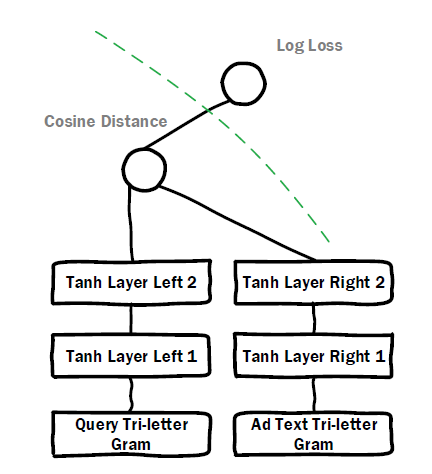 Log Loss
Cosine Distance
Tanh Layer Left 2
Tanh Layer Right 2
Tanh Layer Left 1
Tanh Layer Right 1
Query Tri-letter
Gram
Ad Text Tri-letter
Gram